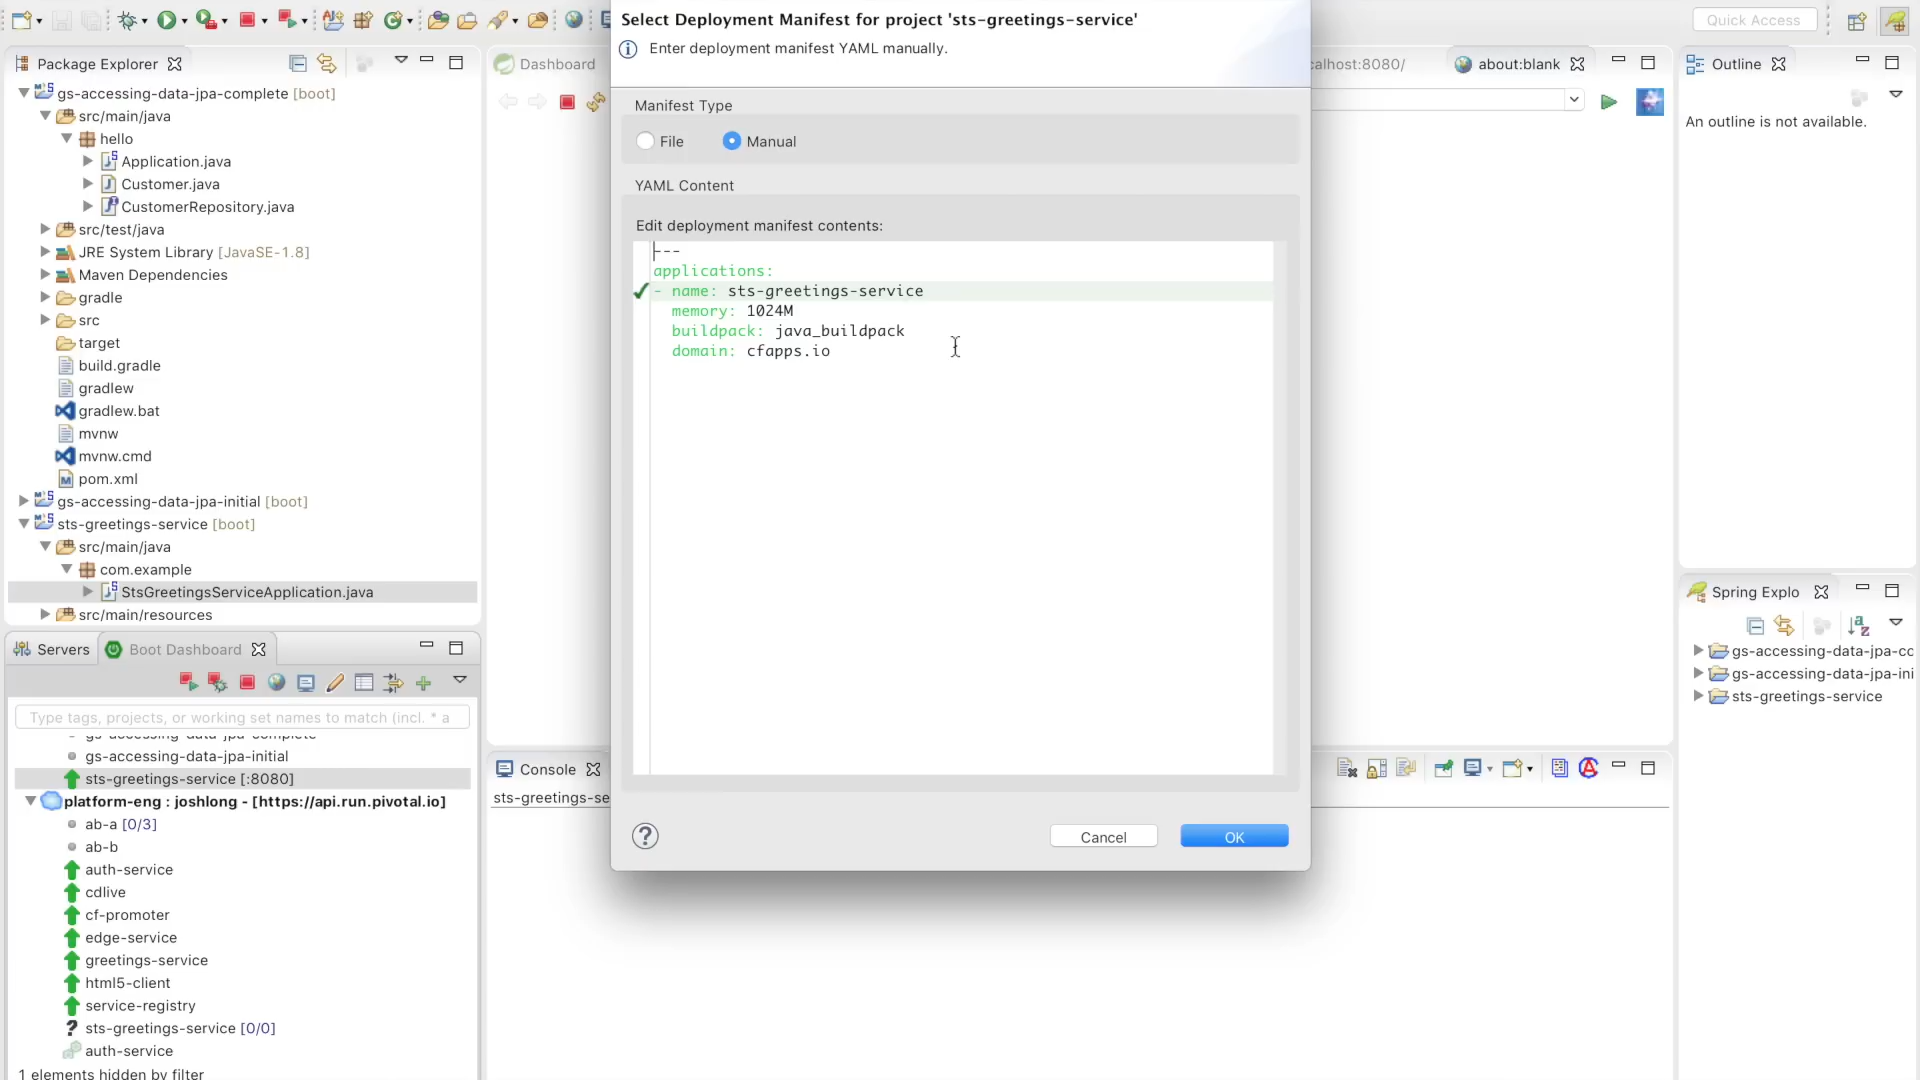 Select Deployment Manifest for project 'sts-greetings-service'
Enter deployment manifest YAML manually.
Manifest Type
File
Manual
YAML Content
Edit deployment manifest contents:
---
applications:
- name: sts-greetings-service
memory: 1024M
buildpack: java_buildpack
domain: cfapps.io
Cancel
OK
Quick Access
Package Explorer
gs-accessing-data-jpa-complete [boot]
src/main/java
hello
Application.java
Customer.java
CustomerRepository.java
src/test/java
JRE System Library [JavaSE-1.8]
Maven Dependencies
gradle
src
target
build.gradle
gradlew
gradlew.bat
mvnw
mvnw.cmd
pom.xml
gs-accessing-data-jpa-initial [boot]
sts-greetings-service [boot]
src/main/java
com.example
StsGreetingsServiceApplication.java
src/main/resources
Servers
Boot Dashboard
Type tags, projects, or working set names to match (incl. * a
gs-accessing-data-jpa-complete
gs-accessing-data-jpa-initial
sts-greetings-service [:8080]
platform-eng : joshlong - [https://api.run.pivotal.io]
ab-a [0/3]
ab-b
auth-service
cdlive
cf-promoter
edge-service
greetings-service
html5-client
service-registry
sts-greetings-service [0/0]
auth-service
1 elements hidden by filter
Dashboard
calhost:8080/
about:blank
Console
sts-greetings-se
Outline
An outline is not available.
Spring Explo
gs-accessing-data-jpa-cc
gs-accessing-data-jpa-ini
sts-greetings-service